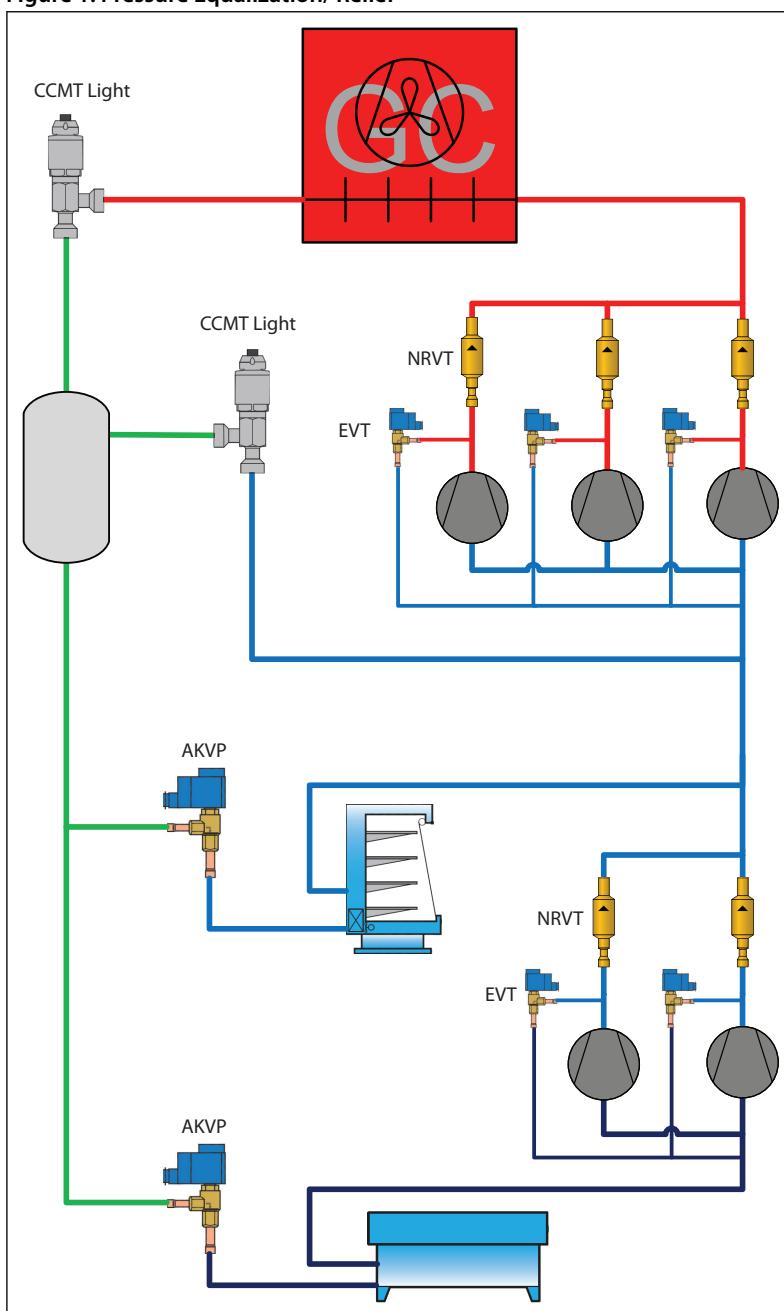 Figure 1: Pressure Equalization/ Relief
CCMT Light
GC
CCMT Light
NRVT
EVT
AKVP
NRVT
EVT
AKVP